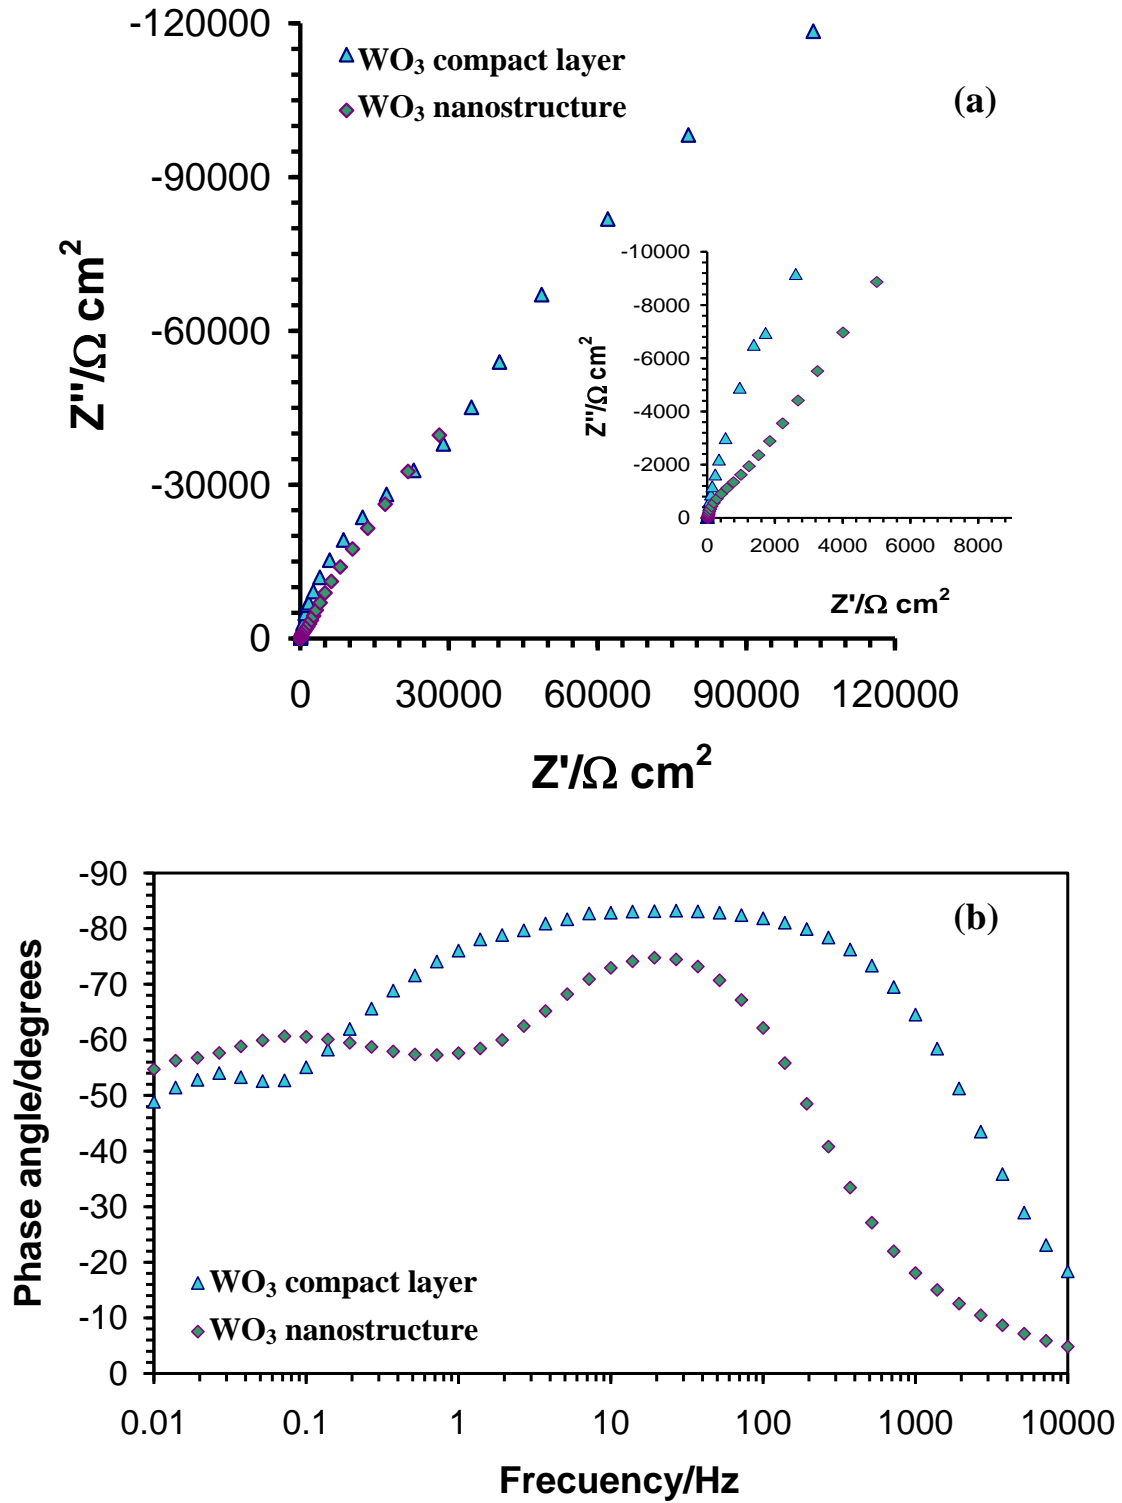 -120000
WO₃ compact layer
WO₃ nanostructure
(a)
-90000
-60000
-30000
0
Z''/Ω cm²
0 30000 60000 90000 120000
Z'/Ω cm²
-10000
-8000
-6000
-4000
-2000
0
Z''/Ω cm²
0 2000 4000 6000 8000
Z'/Ω cm²
-90
-80
-70
-60
-50
-40
-30
-20
-10
0
Phase angle/degrees
(b)
WO₃ compact layer
WO₃ nanostructure
0.01 0.1 1 10 100 1000 10000
Frecuency/Hz